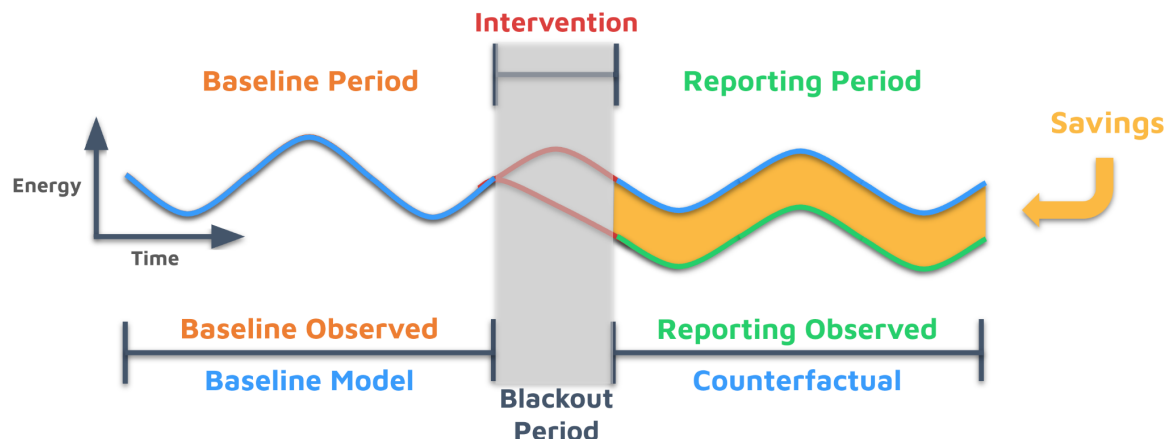 Intervention
Baseline Period
Reporting Period
Savings
Energy
Time
Baseline Observed
Reporting Observed
Baseline Model
Counterfactual
Blackout
Period